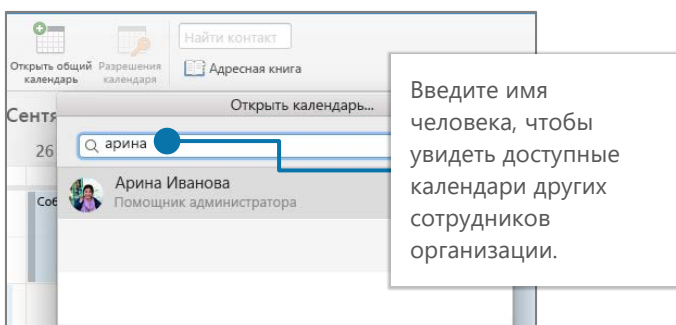 Найти контакт
Открыть общий
календарь
Разрешения
календаря
Адресная книга
Сентя
Открыть календарь...
26
арина
Арина Иванова
Помощник администратора
Соб
Введите имя
человека, чтобы
увидеть доступные
календари других
сотрудников
организации.